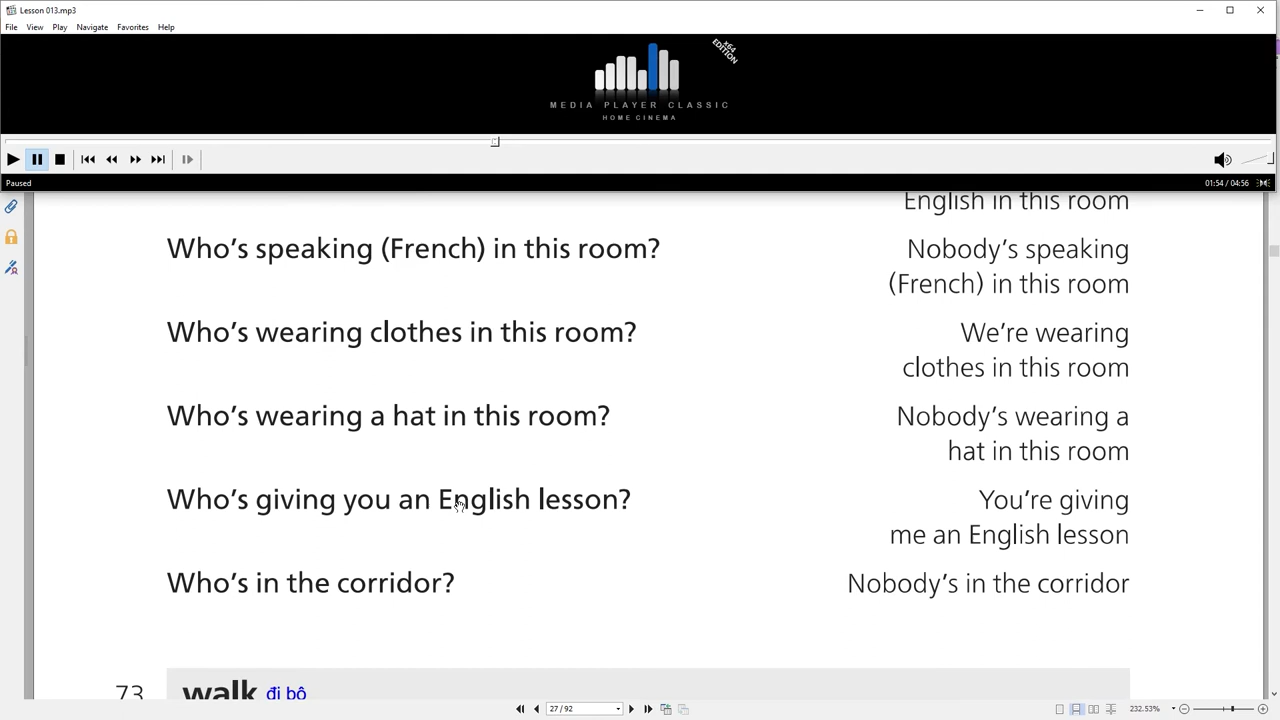 Lesson 013.mp3
File View Play Navigate Favorites Help
x64 EDITION
MEDIA PLAYER CLASSIC
HOME CINEMA
Paused 01:54 / 04:56
English in this room
Who's speaking (French) in this room? Nobody's speaking
(French) in this room
Who's wearing clothes in this room? We're wearing
clothes in this room
Who's wearing a hat in this room? Nobody's wearing a
hat in this room
Who's giving you an English lesson? You're giving
me an English lesson
Who's in the corridor? Nobody's in the corridor
73 walk đi bộ
27 / 92 232.53%